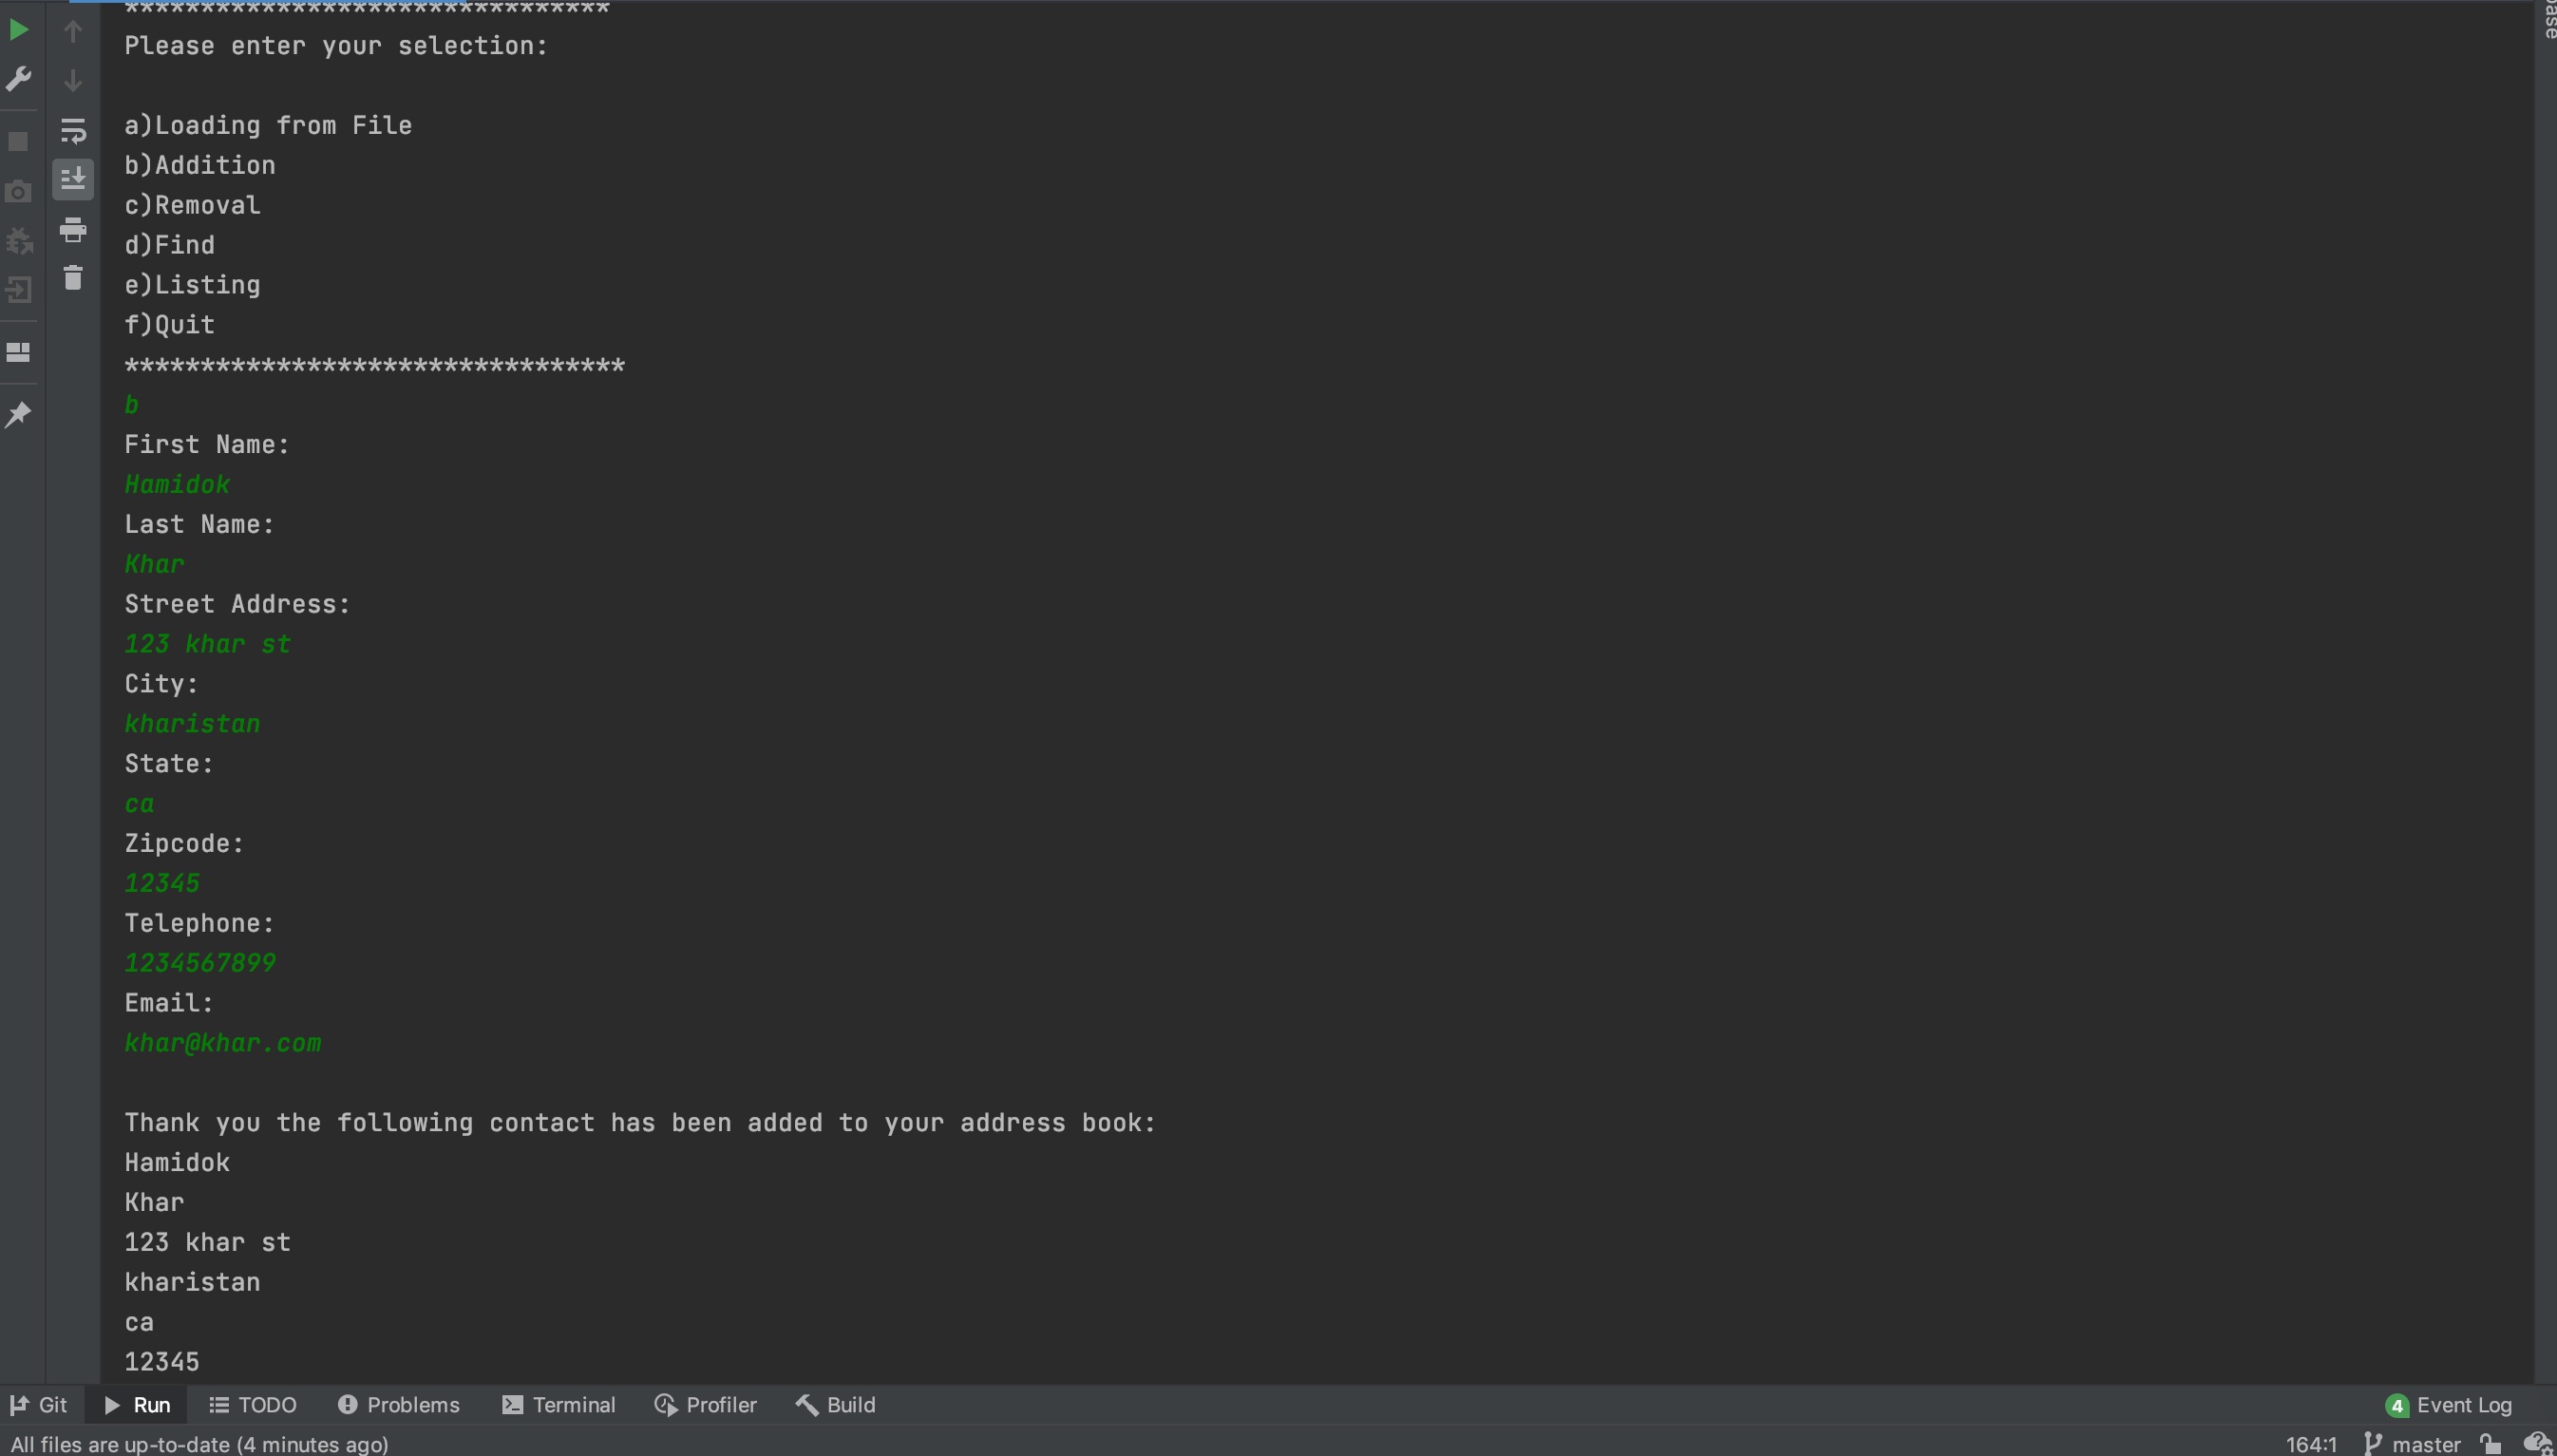 *********************************
Please enter your selection:
a)Loading from File
b)Addition
c)Removal
d)Find
e)Listing
f)Quit
*********************************
b
First Name:
Hamidok
Last Name:
Khar
Street Address:
123 khar st
City:
kharistan
State:
ca
Zipcode:
12345
Telephone:
1234567899
Email:
khar@khar.com
Thank you the following contact has been added to your address book:
Hamidok
Khar
123 khar st
kharistan
ca
12345
Git Run TODO Problems Terminal Profiler Build 4 Event Log
All files are up-to-date (4 minutes ago) 164:1 master